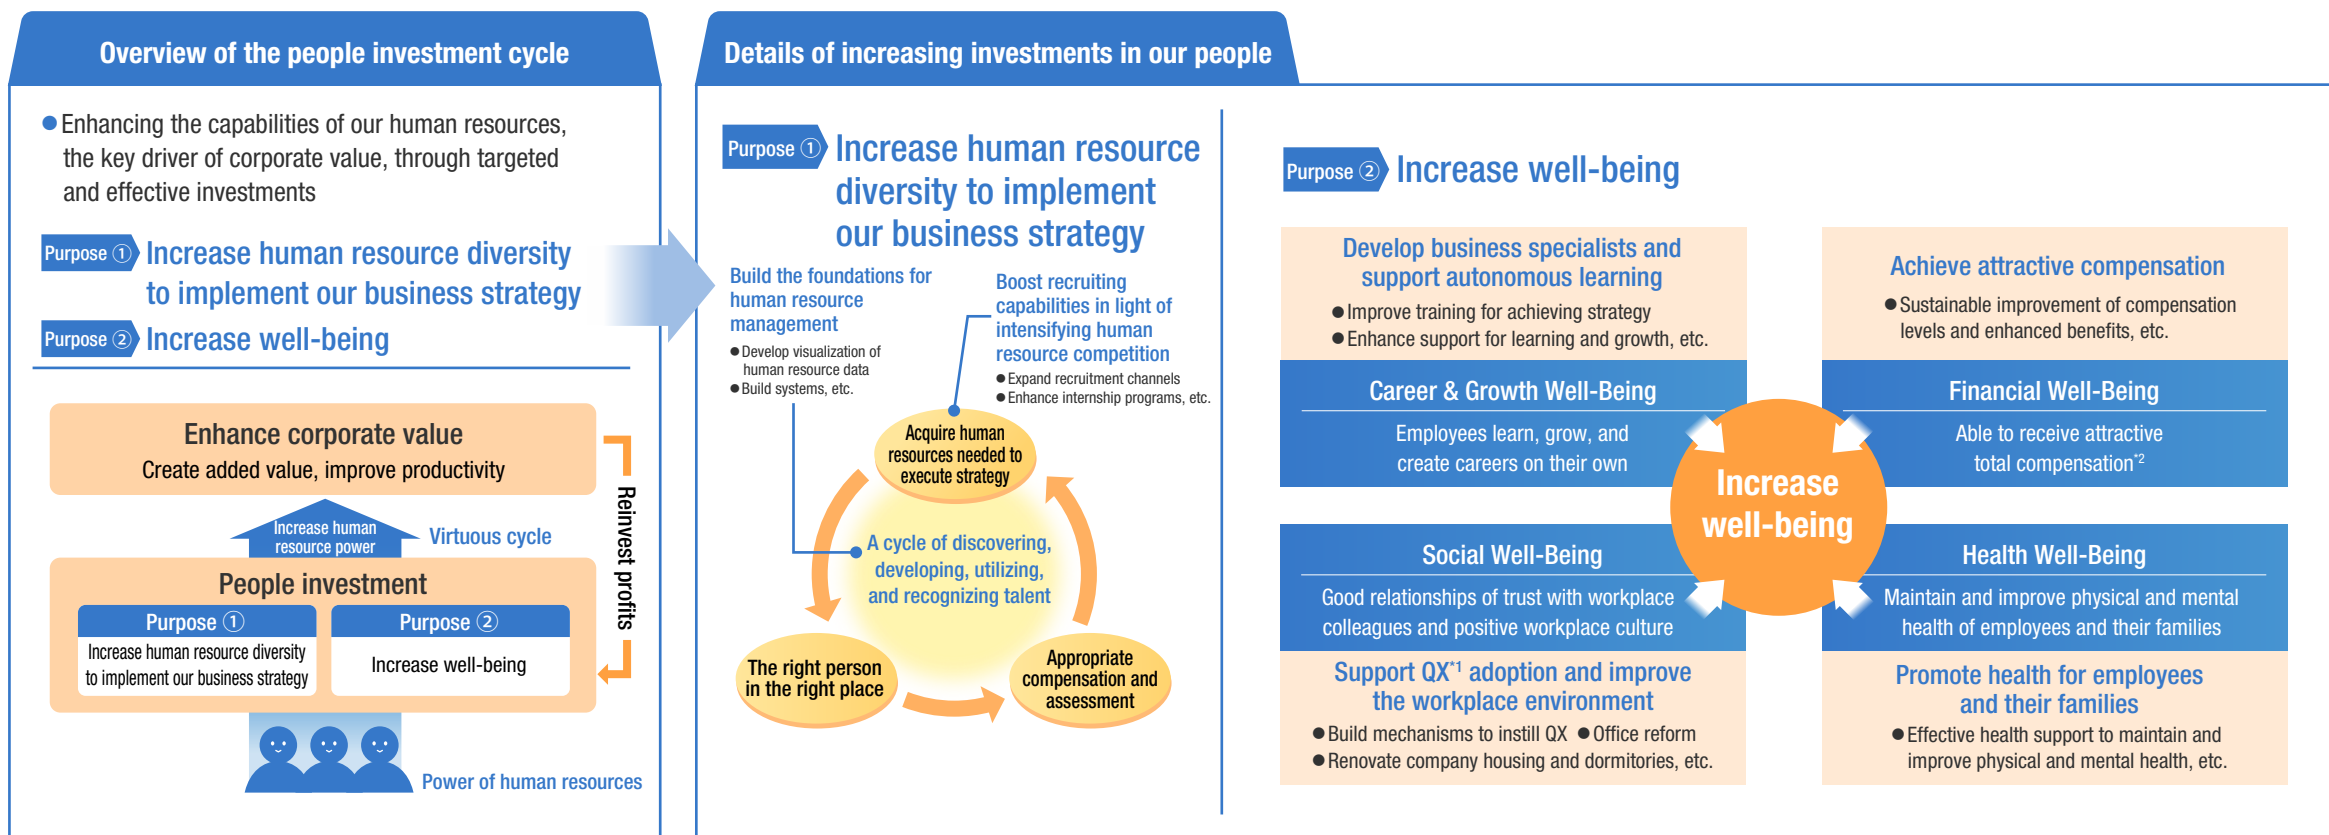 Overview of the people investment cycle
●Enhancing the capabilities of our human resources,
the key driver of corporate value, through targeted
and effective investments
Purpose ① Increase human resource diversity
to implement our business strategy
Purpose ② Increase well-being
Enhance corporate value
Create added value, improve productivity
Increase human
resource power
Virtuous cycle
Reinvest profits
People investment
Purpose ①
Increase human resource diversity
to implement our business strategy
Purpose ②
Increase well-being
Power of human resources
Details of increasing investments in our people
Purpose ① Increase human resource
diversity to implement
our business strategy
Build the foundations for
human resource
management
●Develop visualization of
human resource data
●Build systems, etc.
Boost recruiting
capabilities in light of
intensifying human
resource competition
●Expand recruitment channels
●Enhance internship programs, etc.
Acquire human
resources needed to
execute strategy
A cycle of discovering,
developing, utilizing,
and recognizing talent
The right person
in the right place
Appropriate
compensation and
assessment
Purpose ② Increase well-being
Develop business specialists and
support autonomous learning
●Improve training for achieving strategy
●Enhance support for learning and growth, etc.
Career & Growth Well-Being
Employees learn, grow, and
create careers on their own
Achieve attractive compensation
●Sustainable improvement of compensation
levels and enhanced benefits, etc.
Financial Well-Being
Able to receive attractive
total compensation*2
Increase
well-being
Social Well-Being
Good relationships of trust with workplace
colleagues and positive workplace culture
Support QX*1 adoption and improve
the workplace environment
●Build mechanisms to instill QX ●Office reform
●Renovate company housing and dormitories, etc.
Health Well-Being
Maintain and improve physical and mental
health of employees and their families
Promote health for employees
and their families
●Effective health support to maintain and
improve physical and mental health, etc.